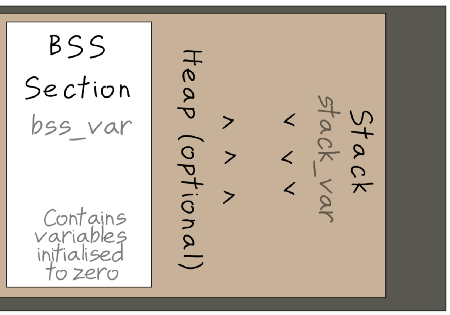 BSS
Section
bss_var
Contains
variables
initialised
to zero
Heap (optional)
> > >
< < <
stack_var
Stack